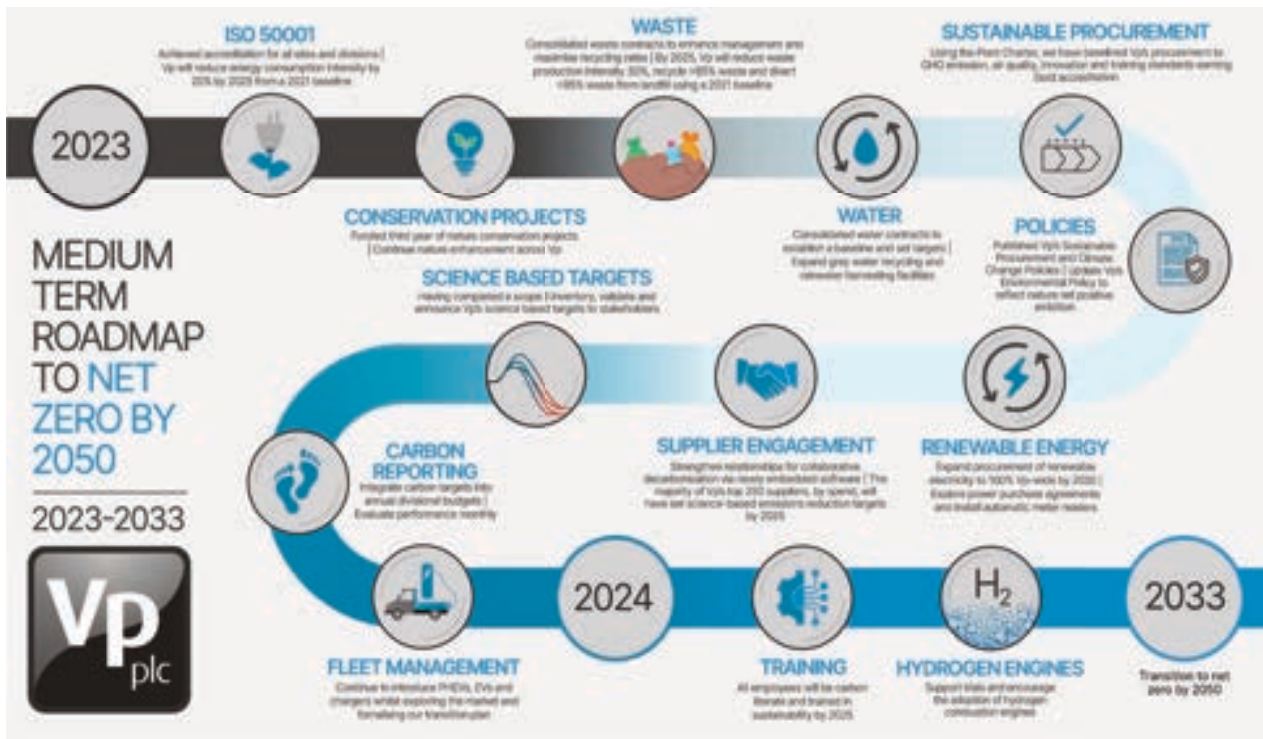 ISO 50001
Achieved accreditation for all sites and divisions |
Vp will reduce energy consumption intensity by
from a 2021 baseline
WASTE
Consolidated waste contracts to enhance management and
maximise recycling rates | By 2025, Vp will reduce waste
production intensity recycle waste and divert
waste from landfill using a 2021 baseline
SUSTAINABLE PROCUREMENT
Using the Charter, we have baselined Vp's procurement to
GHG emission, air quality, innovation and training standards earning
accreditation
2023
CONSERVATION PROJECTS
Funded third year of nature conservation projects
| Continue nature enhancement across Vp
WATER
Consolidated water contracts to
establish a baseline and set targets |
Expand grey water recycling and
rainwater harvesting facilities
POLICIES
Published Vp's Sustainable
Procurement and Climate
Change Policies | Update Vp's
Environmental Policy to
reflect nature net positive
ambition
MEDIUM
TERM
ROADMAP
TO NET
ZERO BY
2050
2023-2033
Vp
plc
SCIENCE BASED TARGETS
Having completed a scope 3 inventory, validate and
announce Vp's science based targets to stakeholders
SUPPLIER ENGAGEMENT
Strengthen relationships for collaborative
decarbonisation via newly embedded software | The
majority of Vp's top suppliers, by spend, will
have set science-based emissions reduction targets
by 2025
RENEWABLE ENERGY
Expand procurement of renewable
electricity to 100% Vp-wide by |
Explore power purchase agreements
and install automatic meter readers
CARBON
REPORTING
Integrate carbon targets into
annual divisional budgets |
Evaluate performance monthly
FLEET MANAGEMENT
Continue to introduce PHEVs, EVs and
chargers whilst exploring the market and
formalising our transition plan
2024
TRAINING
All employees will be carbon
literate and trained in
sustainability by 2025
H2
HYDROGEN ENGINES
Support trials and encourage
the adoption of hydrogen
combustion engines
2033
Transition to net
zero by 2050